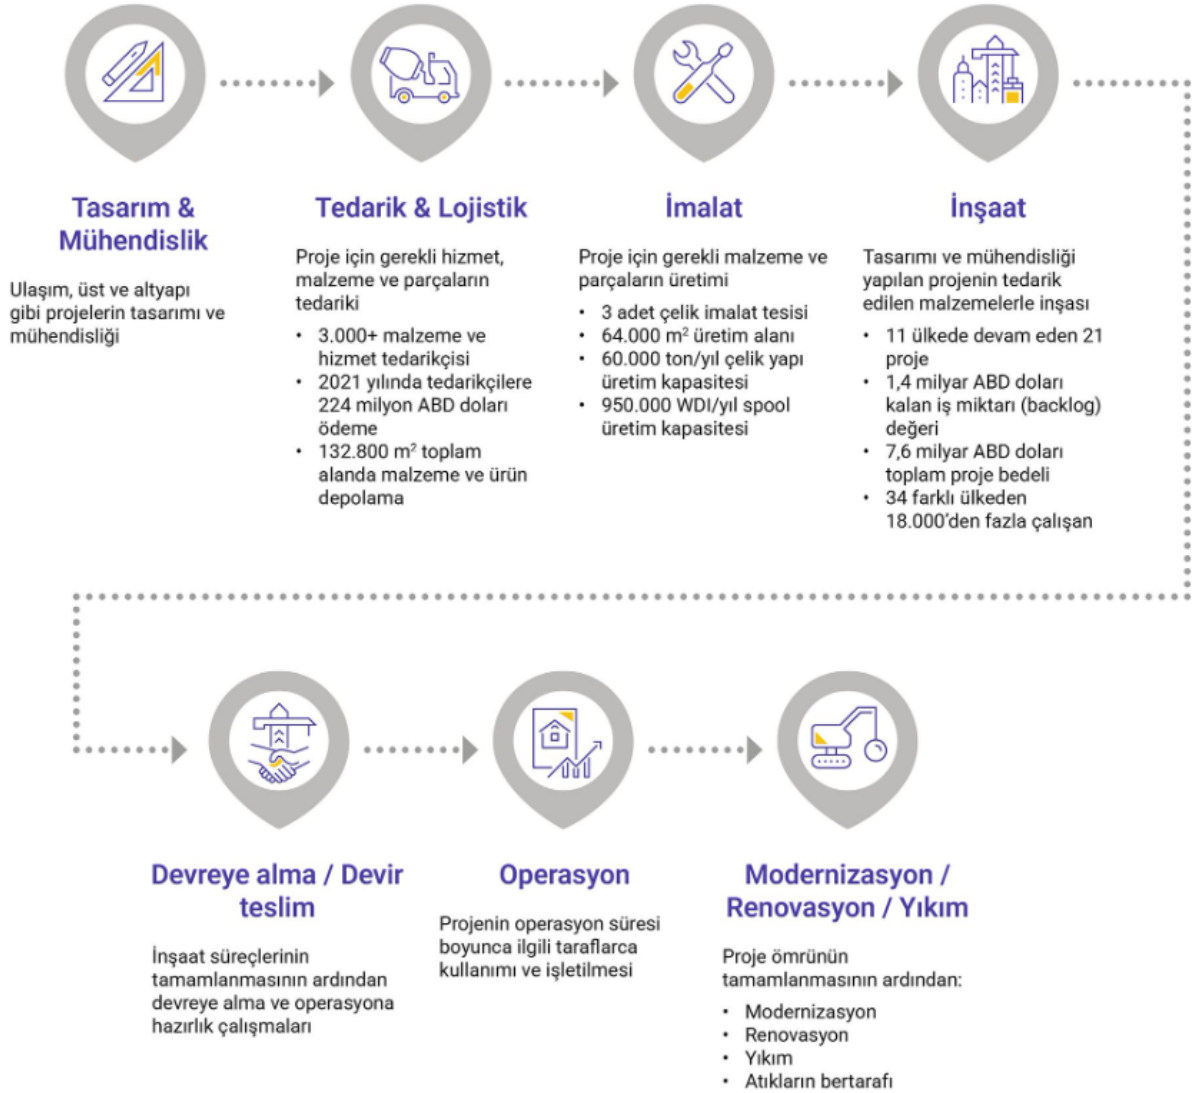 Tasarım &
Mühendislik
Ulaşım, üst ve altyapı
gibi projelerin tasarımı ve
mühendisliği
Tedarik & Lojistik
Proje için gerekli hizmet,
malzeme ve parçaların
tedariki
• 3.000+ malzeme ve
hizmet tedarikçisi
• 2021 yılında tedarikçilere
224 milyon ABD doları
ödeme
• 132.800 m² toplam
alanda malzeme ve ürün
depolama
İmalat
Proje için gerekli malzeme ve
parçaların üretimi
• 3 adet çelik imalat tesisi
• 64.000 m² üretim alanı
• 60.000 ton/yıl çelik yapı
üretim kapasitesi
• 950.000 WDI/yıl spool
üretim kapasitesi
İnşaat
Tasarımı ve mühendisliği
yapılan projenin tedarik
edilen malzemelerle inşası
• 11 ülkede devam eden 21
proje
• 1,4 milyar ABD doları
kalan iş miktarı (backlog)
değeri
• 7,6 milyar ABD doları
toplam proje bedeli
• 34 farklı ülkeden
18.000'den fazla çalışan
Devreye alma / Devir
teslim
İnşaat süreçlerinin
tamamlanmasının ardından
devreye alma ve operasyona
hazırlık çalışmaları
Operasyon
Projenin operasyon süresi
boyunca ilgili taraflarca
kullanımı ve işletilmesi
Modernizasyon /
Renovasyon / Yıkım
Proje ömrünün
tamamlanmasının ardından:
• Modernizasyon
• Renovasyon
• Yıkım
• Atıkların bertarafı